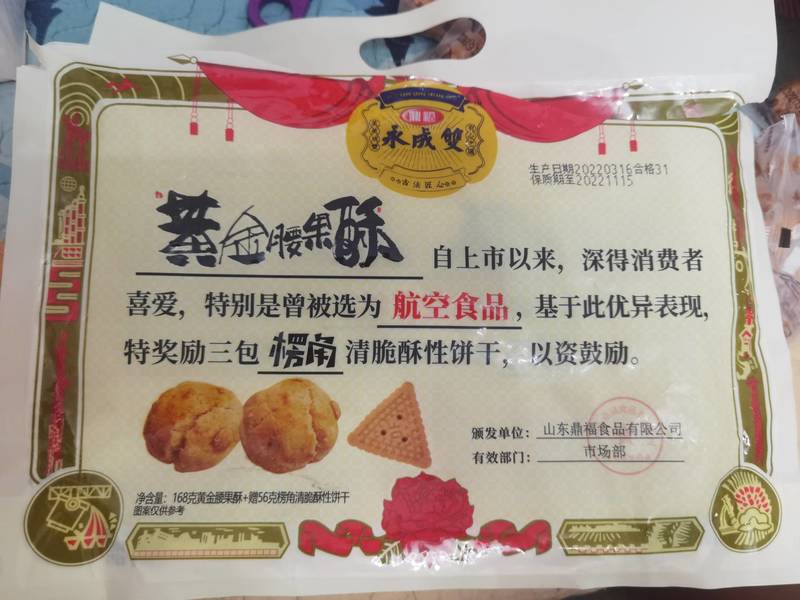 永成雙
古法匠心
生产日期20220316合格31
保质期至20221115
黄金腰果酥 自上市以来，深得消费者
喜爱，特别是曾被选为 航空食品，基于此优异表现，
特奖励三包 楞角 清脆酥性饼干，以资鼓励。
颁发单位： 山东鼎福食品有限公司
有效部门： 市场部
净含量：168克黄金腰果酥+赠56克楞角清脆酥性饼干
图案仅供参考